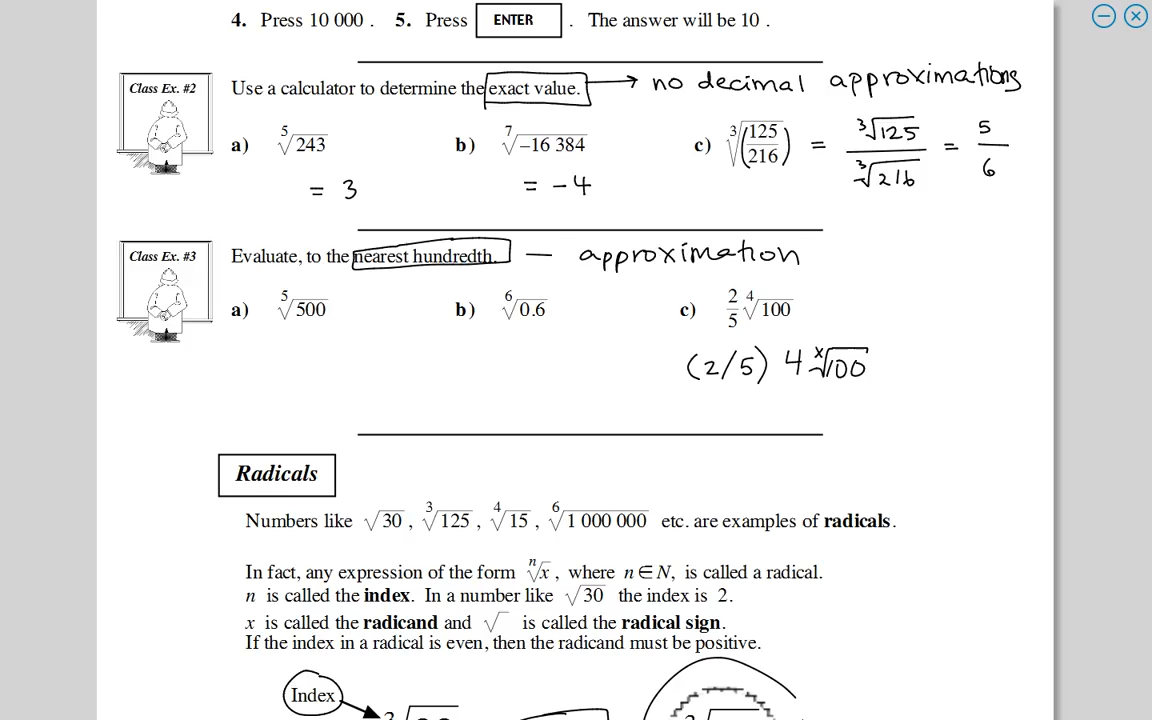 4. Press 10 000 . 5. Press ENTER . The answer will be 10 .
Class Ex. #2
Use a calculator to determine the exact value. → no decimal approximations
a) ⁵√243 b) ⁷√−16 384 c) ³√(125/216) = ³√125/³√216 = 5/6
= 3 = −4
Class Ex. #3
Evaluate, to the nearest hundredth. — approximation
a) ⁵√500 b) ⁶√0.6 c) 2/5 ⁴√100
(2/5) 4 ˣ√100
Radicals
Numbers like √30 , ³√125 , ⁴√15 , ⁶√1 000 000 etc. are examples of radicals.
In fact, any expression of the form ⁿ√x , where n ∈ N, is called a radical.
n is called the index. In a number like √30 the index is 2.
x is called the radicand and √ is called the radical sign.
If the index in a radical is even, then the radicand must be positive.
Index